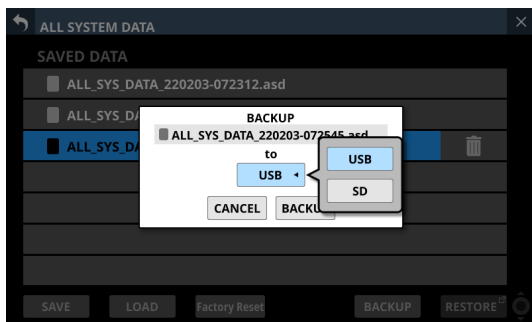 ALL SYSTEM DATA
SAVED DATA
ALL_SYS_DATA_220203-072312.asd
ALL_SYS_DA
ALL_SYS_DA
BACKUP
ALL_SYS_DATA_220203-072545.asd
to
USB
USB
SD
CANCEL
BACKU
SAVE
LOAD
Factory Reset
BACKUP
RESTORE